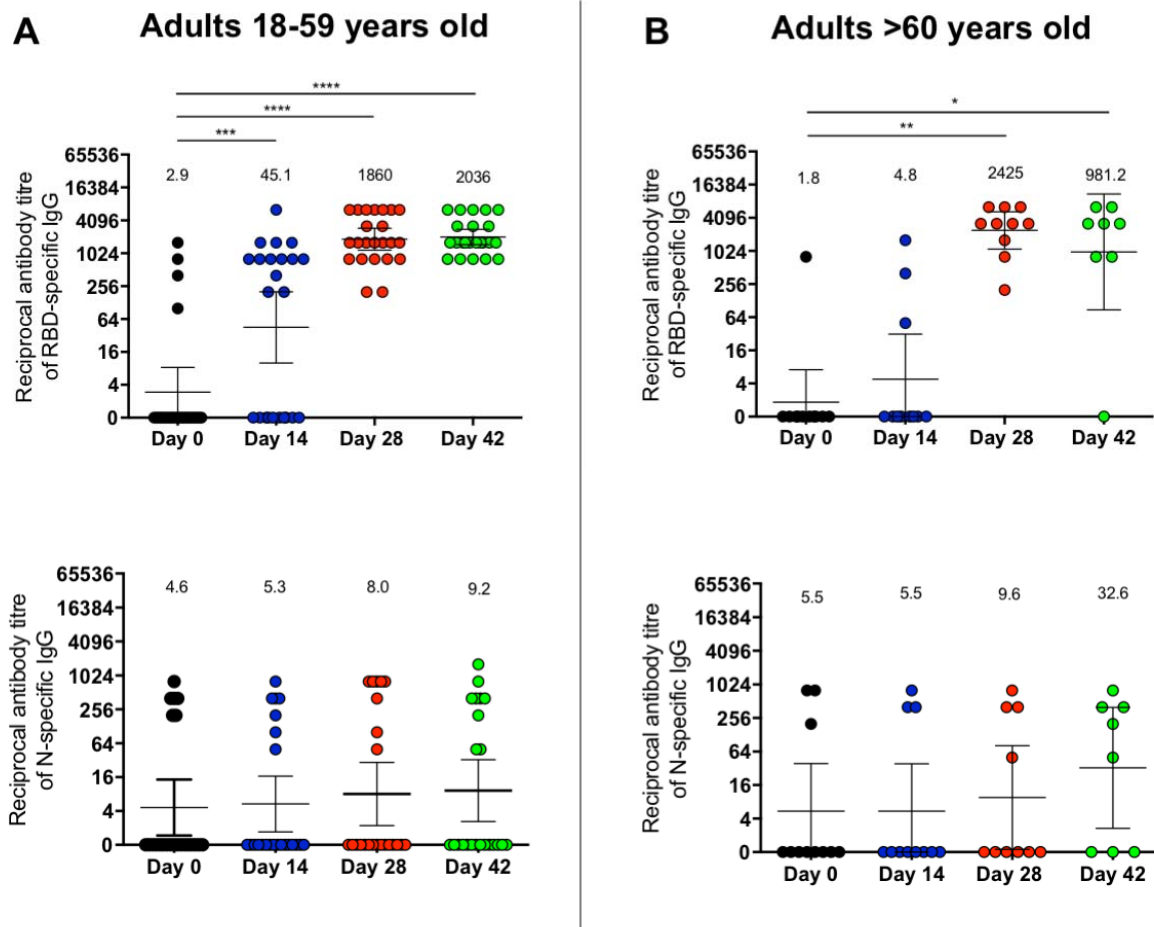 A
Adults 18-59 years old
****
****
***
Reciprocal antibody titre
of RBD-specific IgG
65536
16384
4096
1024
256
64
16
4
0
2.9 45.1 1860 2036
Day 0 Day 14 Day 28 Day 42
Reciprocal antibody titre
of N-specific IgG
65536
16384
4096
1024
256
64
16
4
0
4.6 5.3 8.0 9.2
Day 0 Day 14 Day 28 Day 42
B
Adults >60 years old
*
**
Reciprocal antibody titre
of RBD-specific IgG
65536
16384
4096
1024
256
64
16
4
0
1.8 4.8 2425 981.2
Day 0 Day 14 Day 28 Day 42
Reciprocal antibody titre
of N-specific IgG
65536
16384
4096
1024
256
64
16
4
0
5.5 5.5 9.6 32.6
Day 0 Day 14 Day 28 Day 42